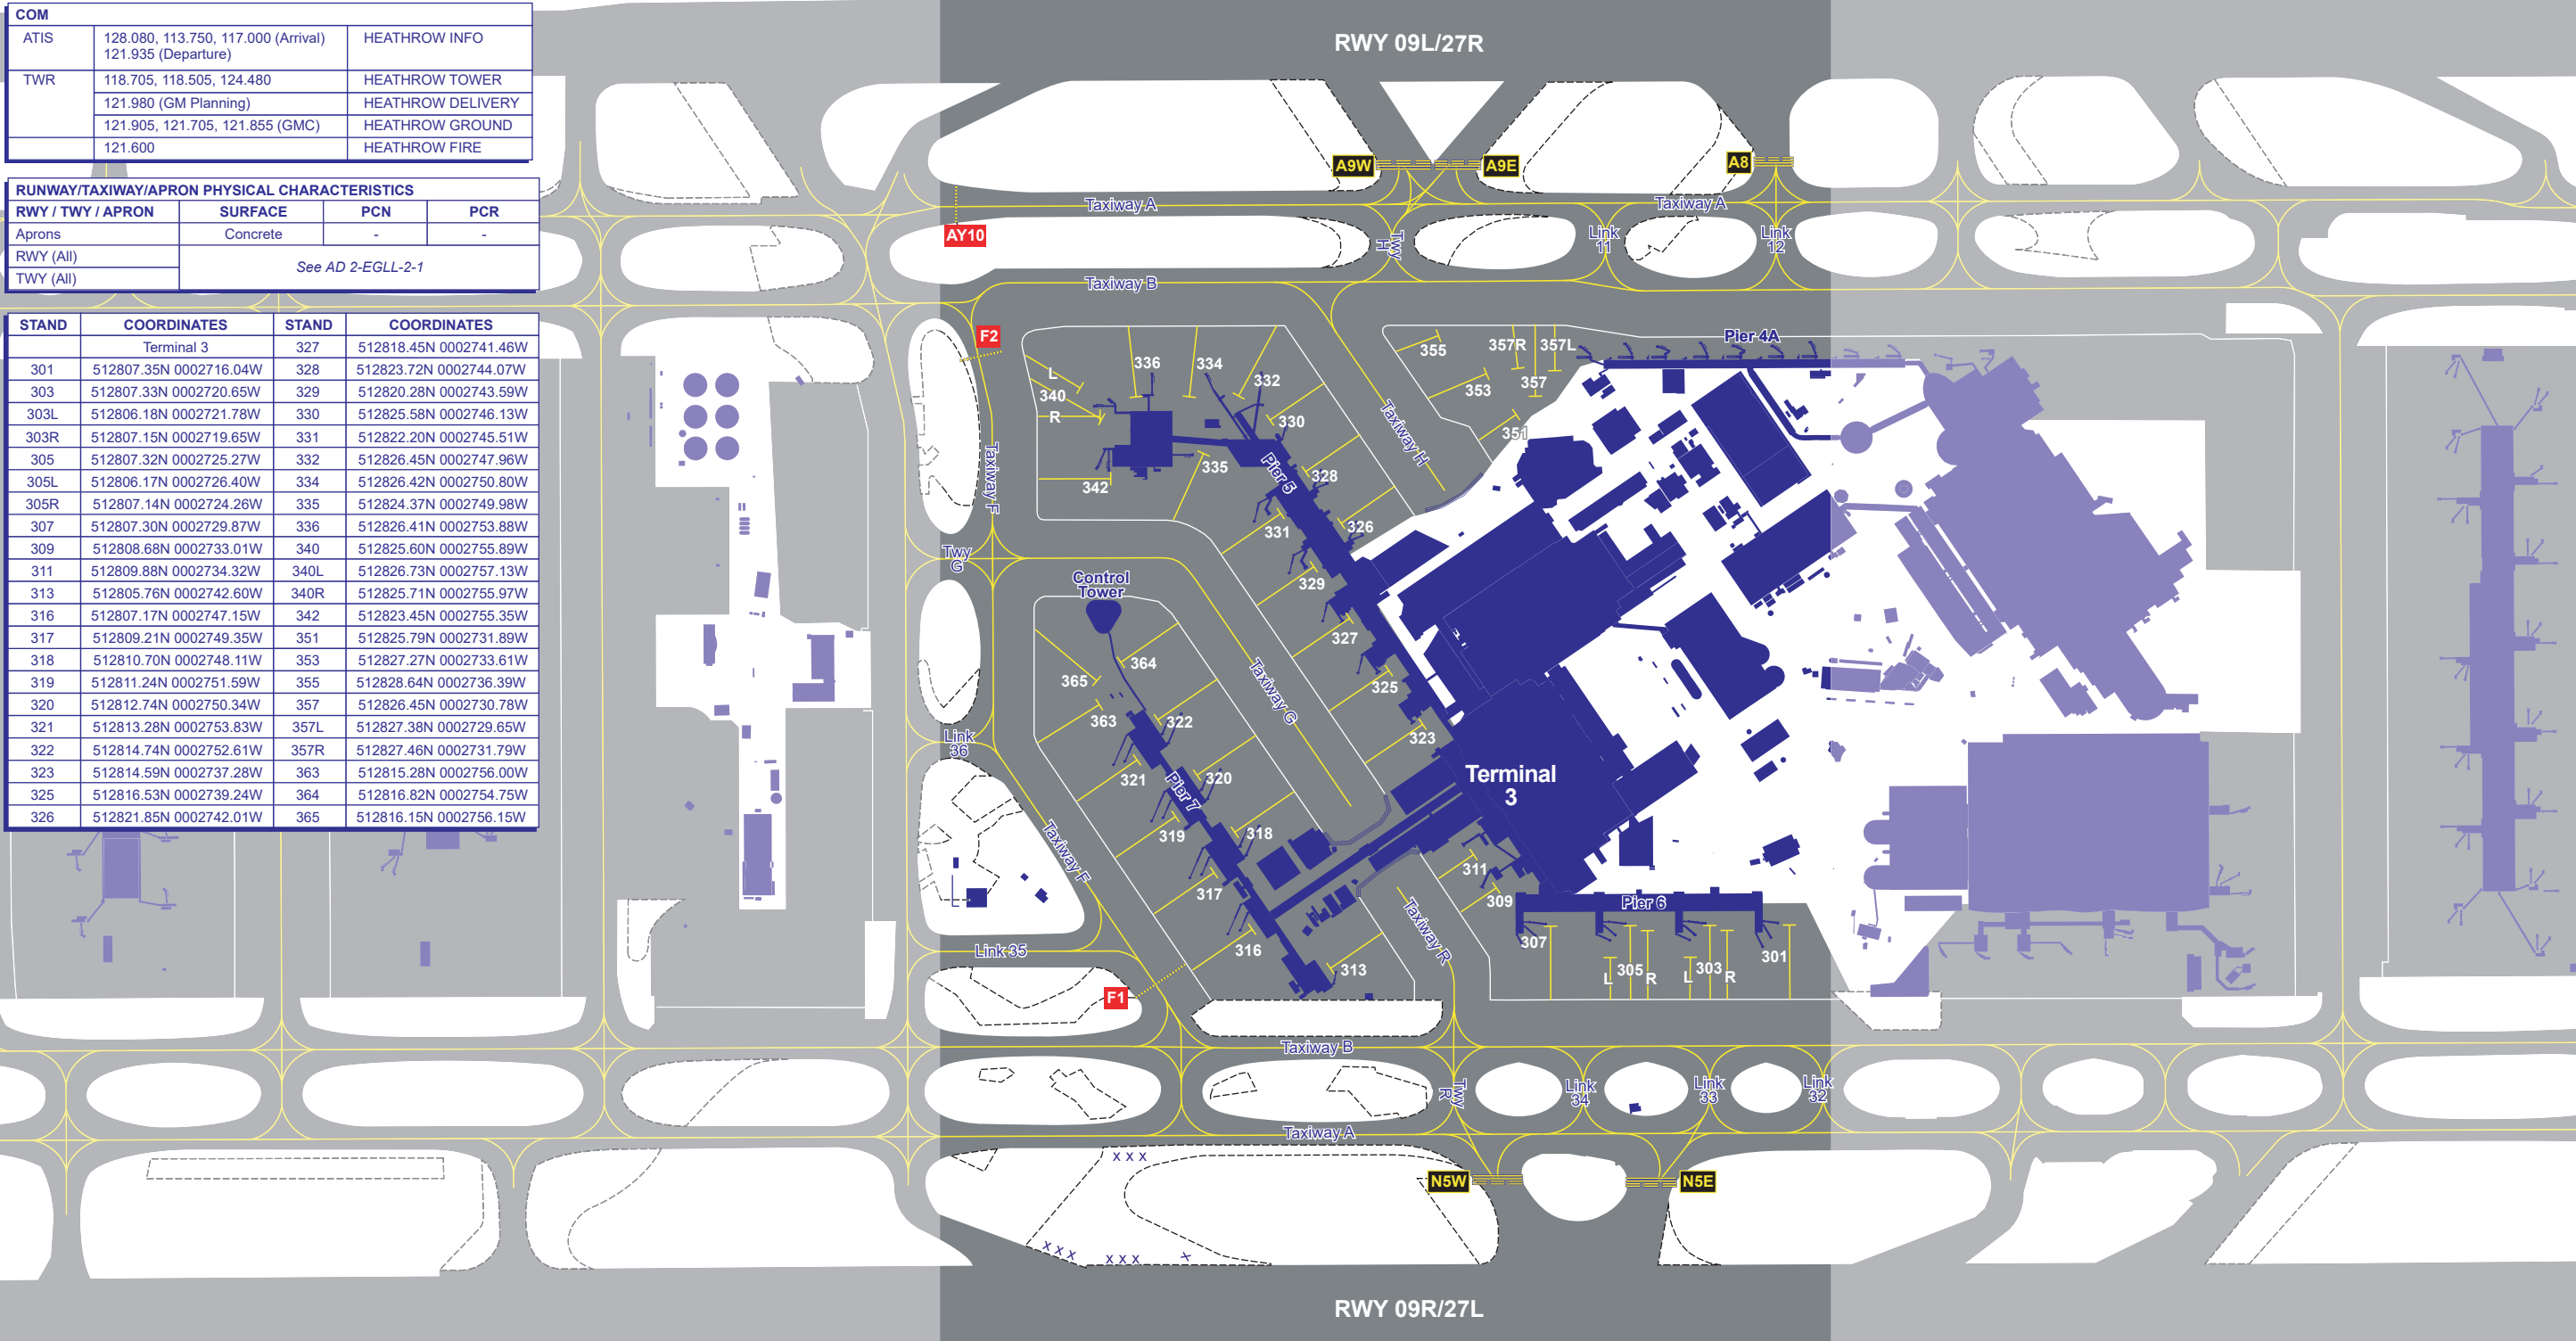 COM
ATIS 128.080, 113.750, 117.000 (Arrival) HEATHROW INFO
121.935 (Departure)
TWR 118.705, 118.505, 124.480 HEATHROW TOWER
121.980 (GM Planning) HEATHROW DELIVERY
121.905, 121.705, 121.855 (GMC) HEATHROW GROUND
121.600 HEATHROW FIRE
RUNWAY/TAXIWAY/APRON PHYSICAL CHARACTERISTICS
RWY / TWY / APRON SURFACE PCN PCR
Aprons Concrete - -
RWY (All) See AD 2-EGLL-2-1
TWY (All)
STAND COORDINATES STAND COORDINATES
Terminal 3 327 512818.45N 0002741.46W
301 512807.35N 0002716.04W 328 512823.72N 0002744.07W
303 512807.33N 0002720.65W 329 512820.28N 0002743.59W
303L 512806.18N 0002721.78W 330 512825.58N 0002746.13W
303R 512807.15N 0002719.65W 331 512822.20N 0002745.51W
305 512807.32N 0002725.27W 332 512826.45N 0002747.96W
305L 512806.17N 0002726.40W 334 512826.42N 0002750.80W
305R 512807.14N 0002724.26W 335 512824.37N 0002749.98W
307 512807.30N 0002729.87W 336 512826.41N 0002753.88W
309 512808.68N 0002733.01W 340 512825.60N 0002755.89W
311 512809.88N 0002734.32W 340L 512826.73N 0002757.13W
313 512805.76N 0002742.60W 340R 512825.71N 0002755.97W
316 512807.17N 0002747.15W 342 512823.45N 0002755.35W
317 512809.21N 0002749.35W 351 512825.79N 0002731.89W
318 512810.70N 0002748.11W 353 512827.27N 0002733.61W
319 512811.24N 0002751.59W 355 512828.64N 0002736.39W
320 512812.74N 0002750.34W 357 512826.45N 0002730.78W
321 512813.28N 0002753.83W 357L 512827.38N 0002729.65W
322 512814.74N 0002752.61W 357R 512827.46N 0002731.79W
323 512814.59N 0002737.28W 363 512815.28N 0002756.00W
325 512816.53N 0002739.24W 364 512816.82N 0002754.75W
326 512821.85N 0002742.01W 365 512816.15N 0002756.15W
RWY 09L/27R
A9W
A9E
A8
Taxiway A
Taxiway A
AY10
Twy
H
Link
11
Link
12
Taxiway B
F2
Pier 4A
355
357R
357L
336
334
332
L
340
R
353
357
330
351
Taxiway H
Taxiway F
Pier 5
335
328
342
331
326
Twy
G
329
Control
Tower
327
364
365
325
Taxiway G
363
322
323
Link
36
321
320
Pier 7
Terminal
3
319
318
Taxiway F
311
317
309
Pier 6
Taxiway R
307
316
301
Link 35
313
L
305
R
L
303
R
F1
Taxiway B
Twy
R
Link
34
Link
33
Link
32
Taxiway A
x x x
N5W
N5E
x x x
x x x
x
RWY 09R/27L